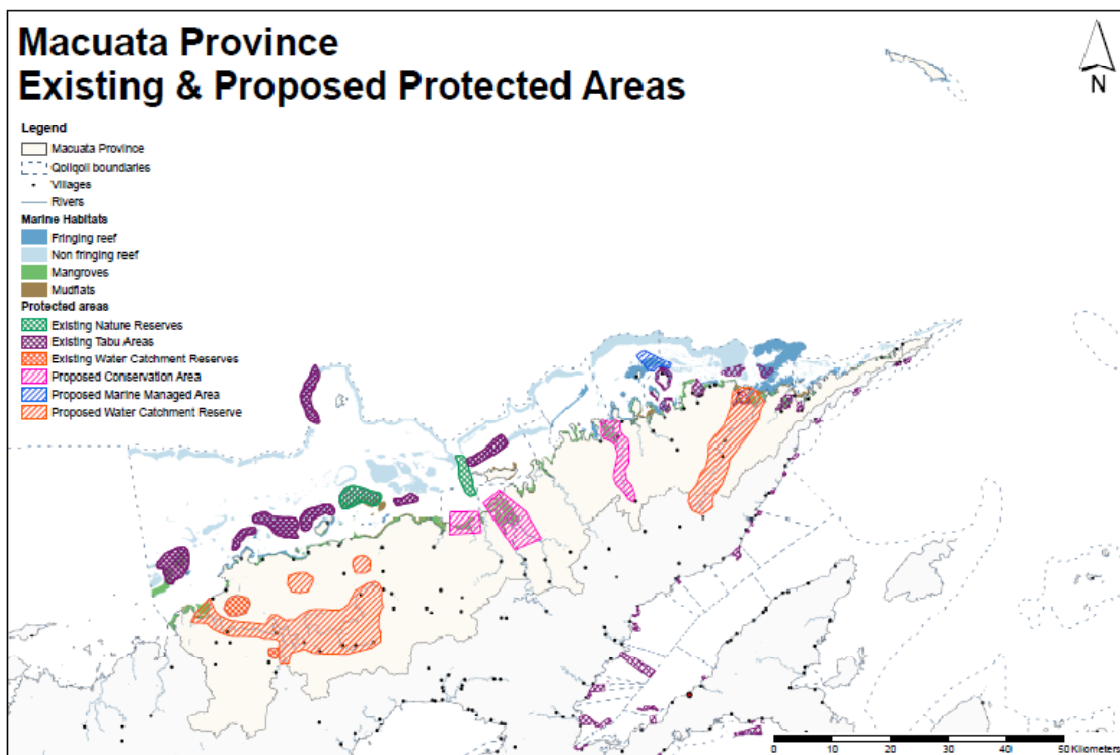 Macuata Province
Existing & Proposed Protected Areas
N
Legend
Macuata Province
Qoliqoli boundaries
Villages
Rivers
Marine Habitats
Fringing reef
Non fringing reef
Mangroves
Mudflats
Protected areas
Existing Nature Reserves
Existing Tabu Areas
Existing Water Catchment Reserves
Proposed Conservation Area
Proposed Marine Managed Area
Proposed Water Catchment Reserve
0 10 20 30 40 50 Kilometers